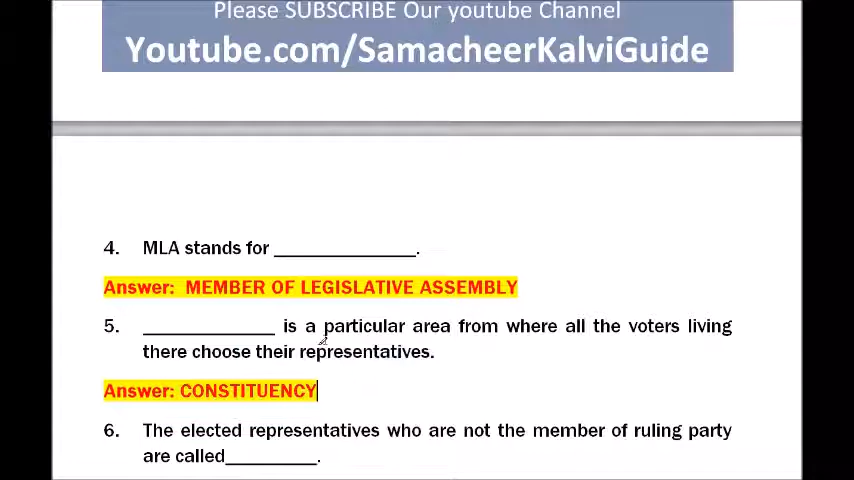 Please SUBSCRIBE Our youtube Channel
Youtube.com/SamacheerKalviGuide
4. MLA stands for _______________.
Answer: MEMBER OF LEGISLATIVE ASSEMBLY
5. ______________ is a particular area from where all the voters living
there choose their representatives.
Answer: CONSTITUENCY
6. The elected representatives who are not the member of ruling party
are called__________.